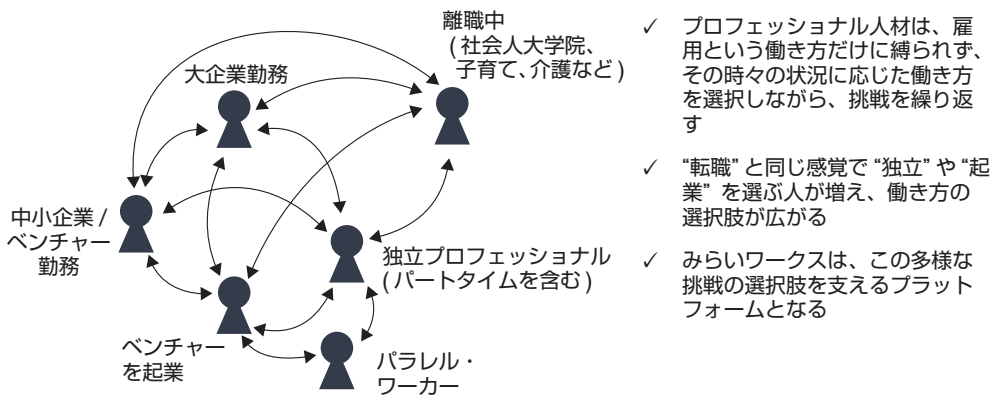 離職中
(社会人大学院、
子育て、介護など)
大企業勤務
中小企業 /
ベンチャー
勤務
独立プロフェッショナル
(パートタイムを含む)
ベンチャー
を起業
パラレル・
ワーカー
✓ プロフェッショナル人材は、雇
用という働き方だけに縛られず、
その時々の状況に応じた働き方
を選択しながら、挑戦を繰り返
す
✓ “転職” と同じ感覚で “独立” や “起
業” を選ぶ人が増え、働き方の
選択肢が広がる
✓ みらいワークスは、この多様な
挑戦の選択肢を支えるプラット
フォームとなる